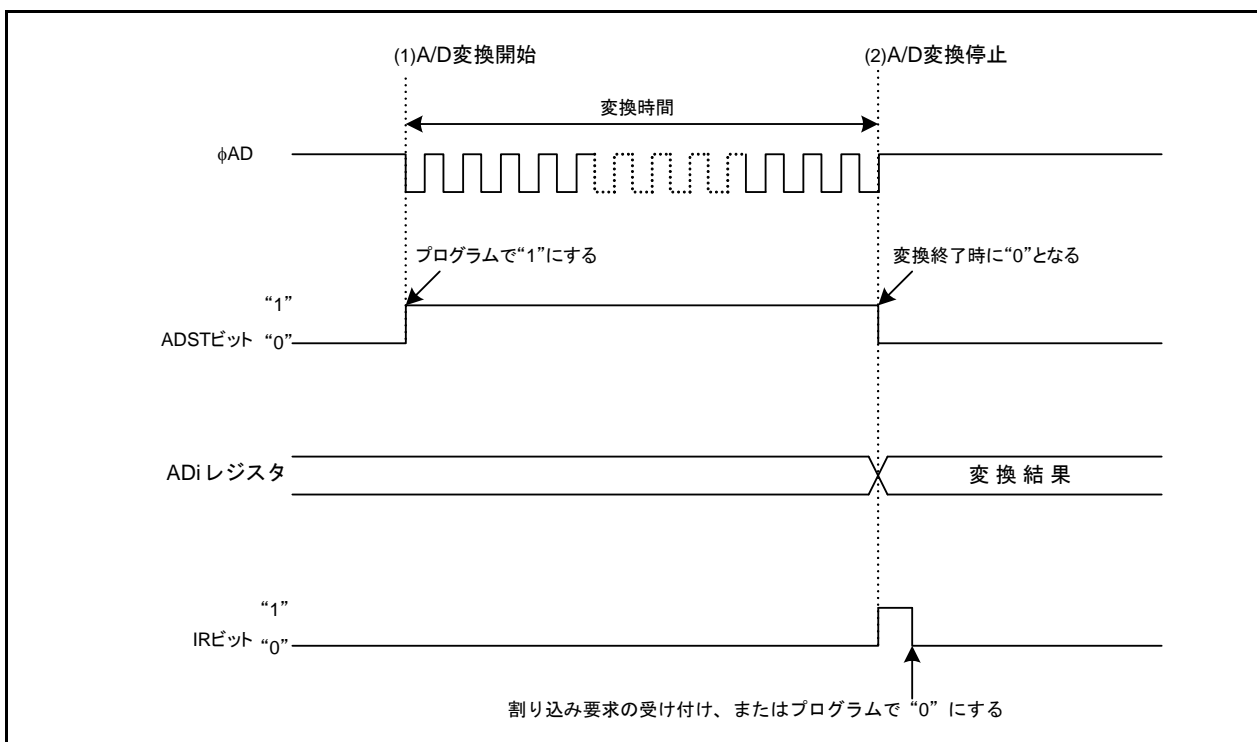 (1)A/D変換開始
(2)A/D変換停止
変換時間
φAD
プログラムで“1”にする
変換終了時に“0”となる
“1”
ADSTビット “0”
ADiレジスタ
変換結果
“1”
IRビット “0”
割り込み要求の受け付け、またはプログラムで“0”にする